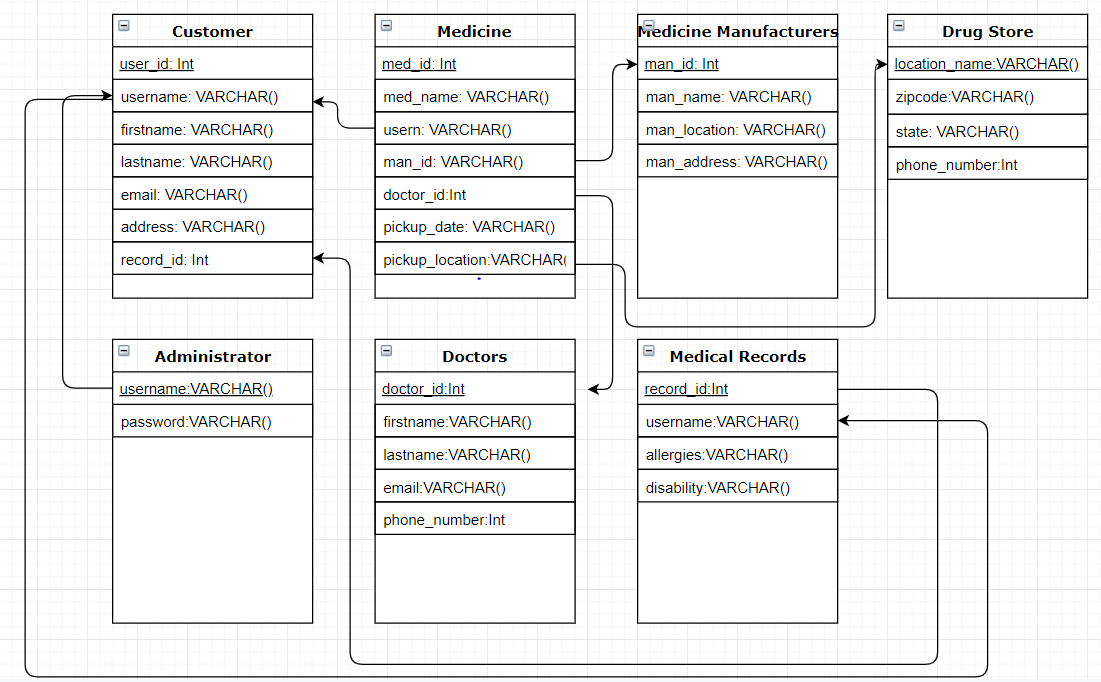 Customer
user_id: Int
username: VARCHAR()
firstname: VARCHAR()
lastname: VARCHAR()
email: VARCHAR()
address: VARCHAR()
record_id: Int
Medicine
med_id: Int
med_name: VARCHAR()
usern: VARCHAR()
man_id: VARCHAR()
doctor_id:Int
pickup_date: VARCHAR()
pickup_location:VARCHAR(
Medicine Manufacturers
man_id: Int
man_name: VARCHAR()
man_location: VARCHAR()
man_address: VARCHAR()
Drug Store
location_name:VARCHAR()
zipcode:VARCHAR()
state: VARCHAR()
phone_number:Int
Administrator
username:VARCHAR()
password:VARCHAR()
Doctors
doctor_id:Int
firstname:VARCHAR()
lastname:VARCHAR()
email:VARCHAR()
phone_number:Int
Medical Records
record_id:Int
username:VARCHAR()
allergies:VARCHAR()
disability:VARCHAR()